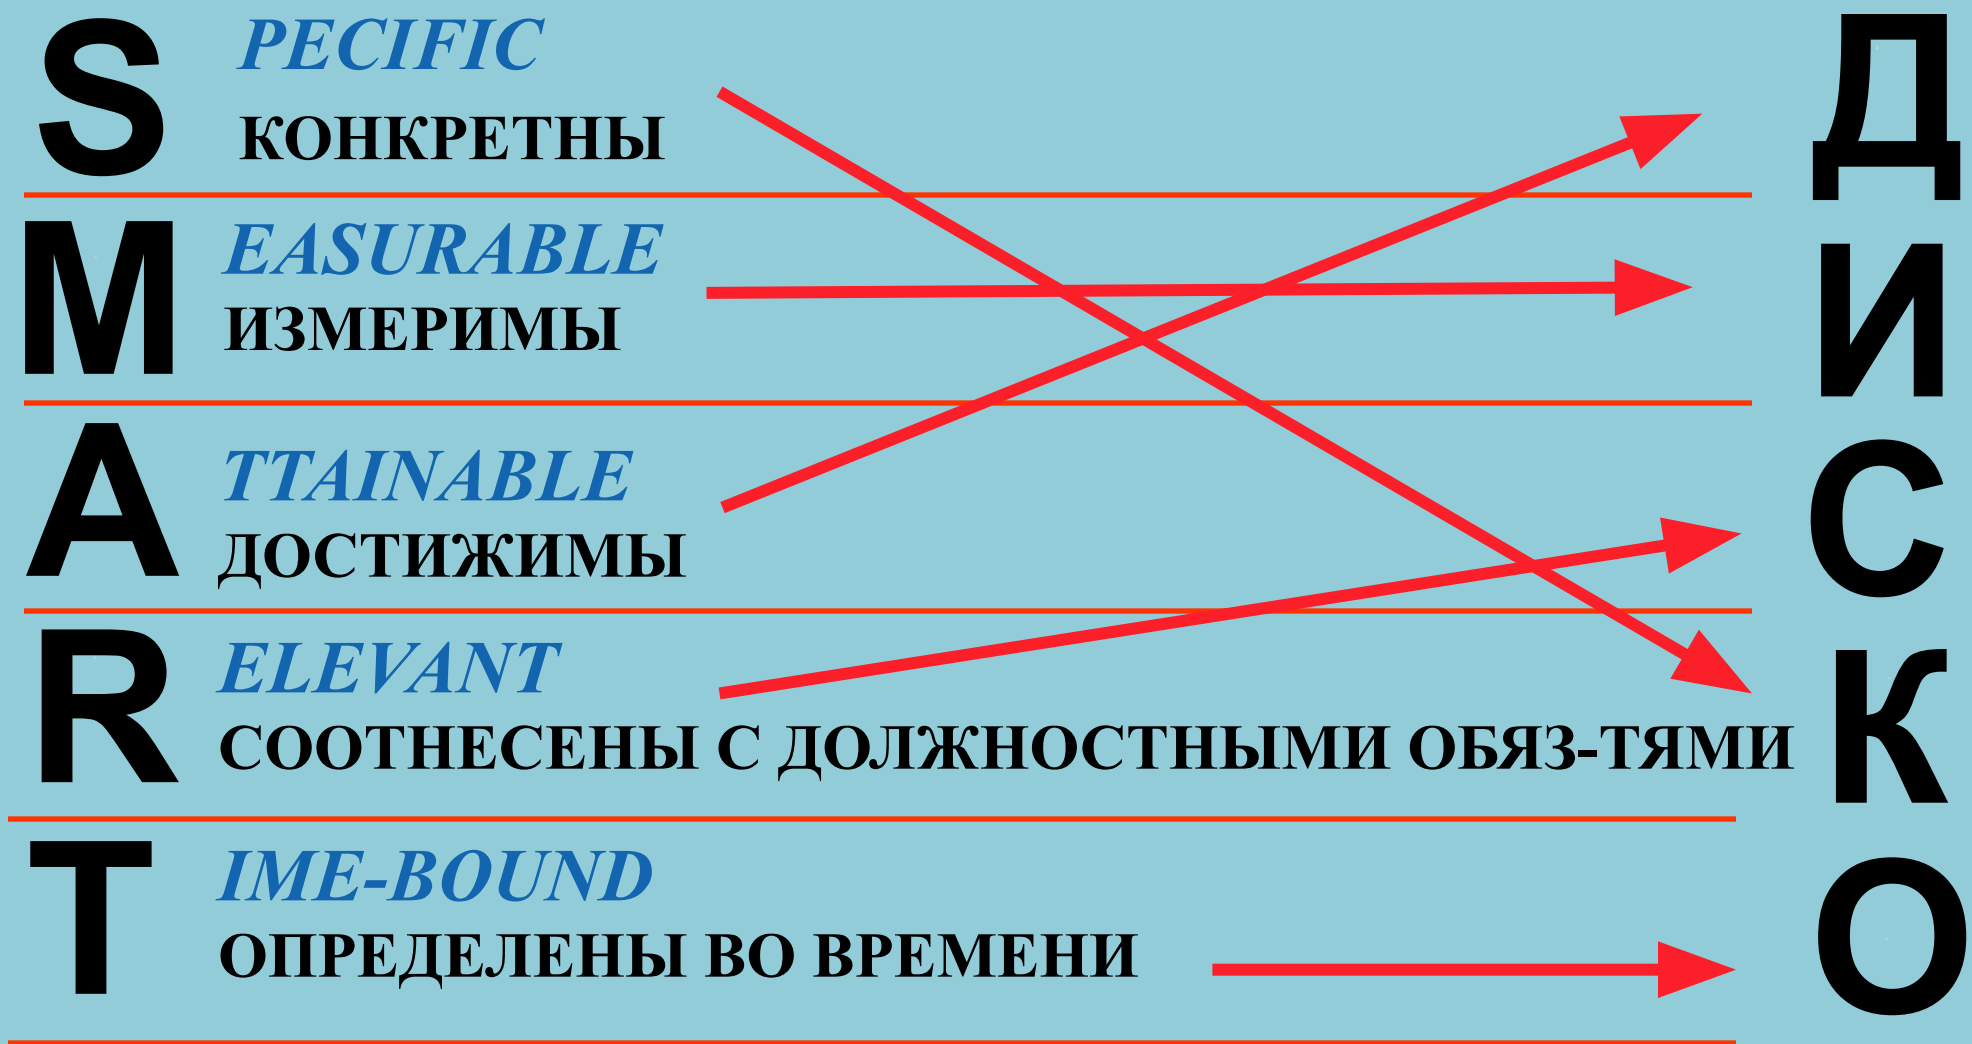 S PECIFIC Д
КОНКРЕТНЫ
M EASURABLE И
ИЗМЕРИМЫ
A TTAINABLE С
ДОСТИЖИМЫ
R ELEVANT К
СООТНЕСЕНЫ С ДОЛЖНОСТНЫМИ ОБЯЗ-ТЯМИ
T IME-BOUND О
ОПРЕДЕЛЕНЫ ВО ВРЕМЕНИ